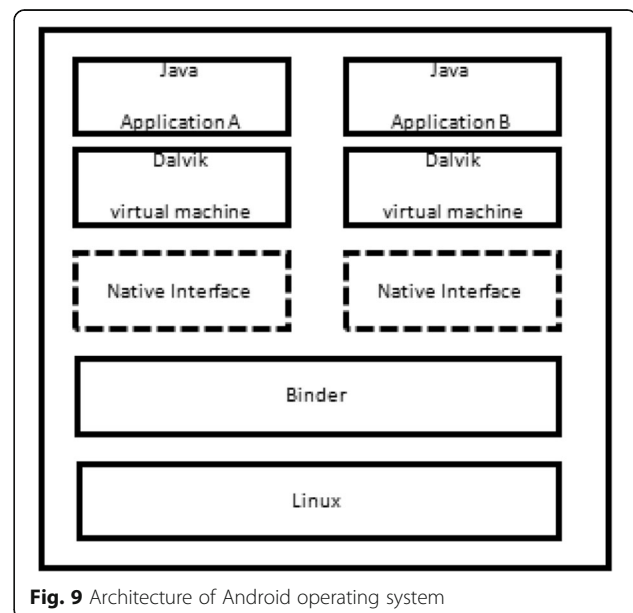 Java
Application A
Java
Application B
Dalvik
virtual machine
Dalvik
virtual machine
Native Interface
Native Interface
Binder
Linux
Fig. 9 Architecture of Android operating system